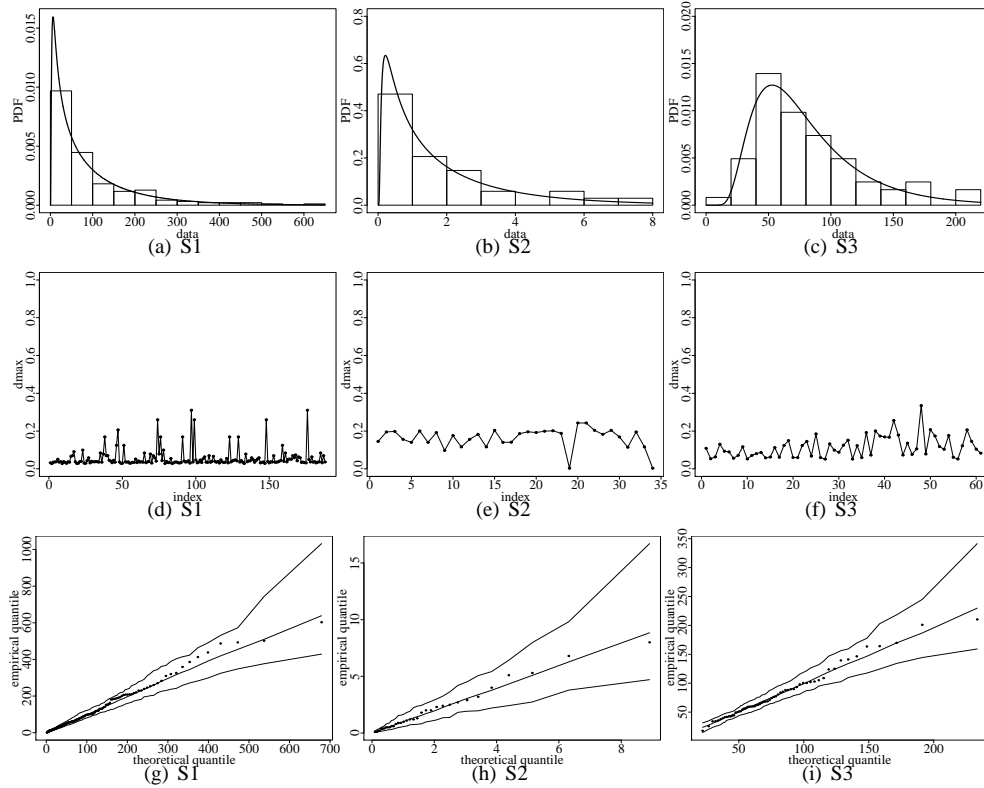 PDF
0.000 0.005 0.010 0.015
0 100 200 300 400 500 600
data
(a) S1
PDF
0.0 0.2 0.4 0.6 0.8
0 2 4 6 8
data
(b) S2
PDF
0.000 0.005 0.010 0.015 0.020
0 50 100 150 200
data
(c) S3
dmax
0.0 0.2 0.4 0.6 0.8 1.0
0 50 100 150
index
(d) S1
dmax
0.0 0.2 0.4 0.6 0.8 1.0
0 5 10 15 20 25 30 35
index
(e) S2
dmax
0.0 0.2 0.4 0.6 0.8 1.0
0 10 20 30 40 50 60
index
(f) S3
empirical quantile
0 200 400 600 800 1000
0 100 200 300 400 500 600 700
theoretical quantile
(g) S1
empirical quantile
0 5 10 15
0 2 4 6 8
theoretical quantile
(h) S2
empirical quantile
50 100 150 200 250 300 350
50 100 150 200
theoretical quantile
(i) S3